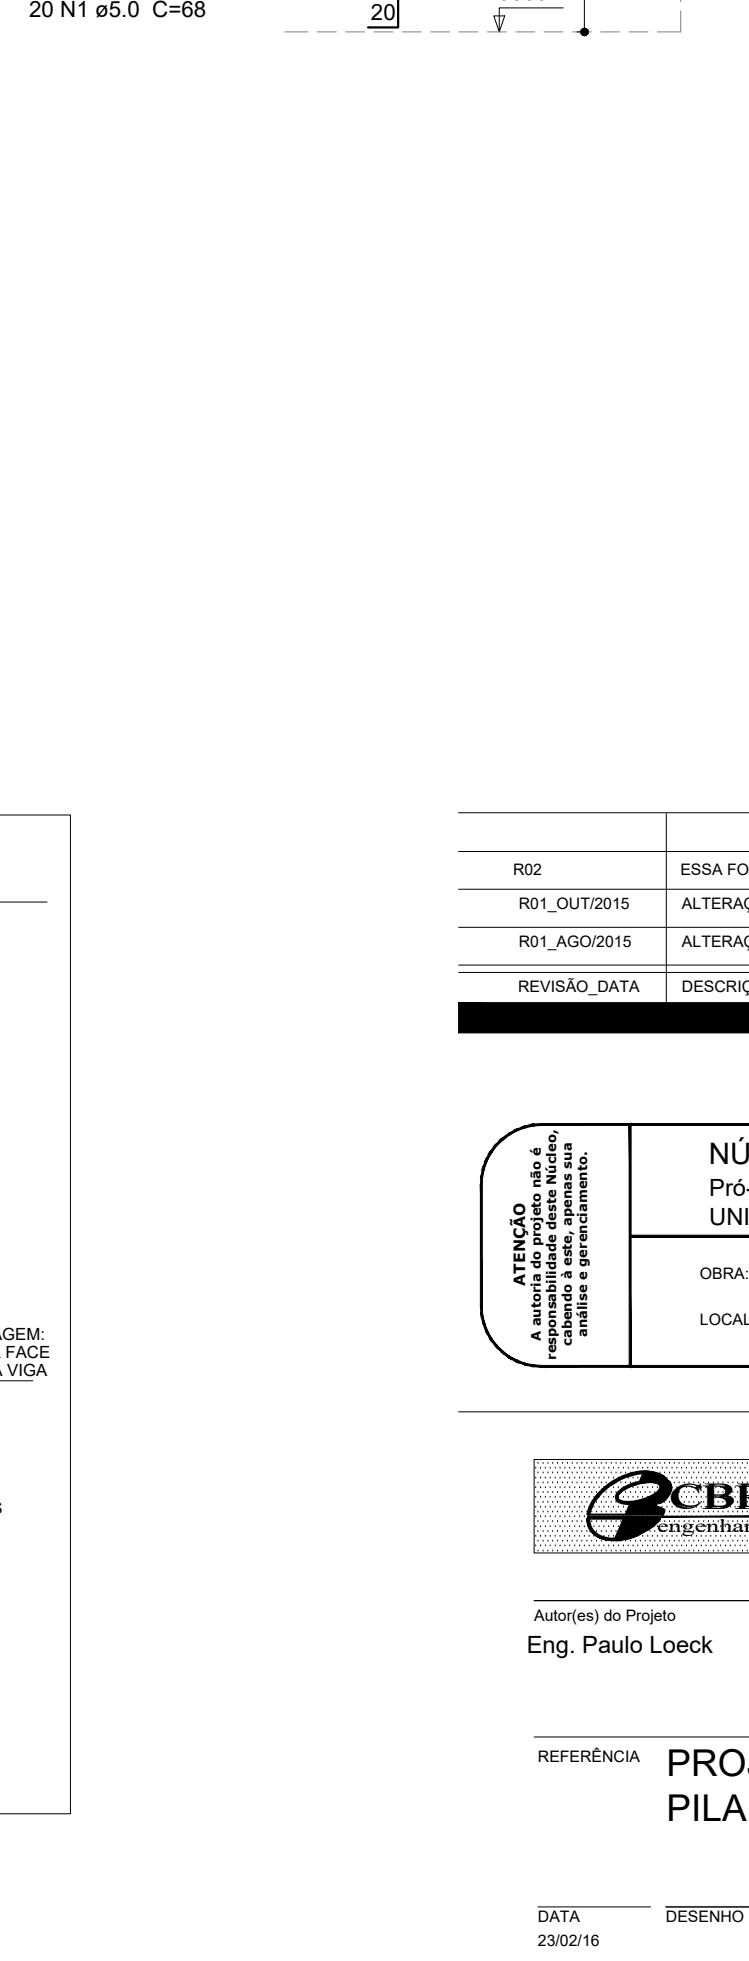 20 N1 ø5.0 C=68
20
R02
ESSA FO
R01_OUT/2015
ALTERAÇ
R01_AGO/2015
ALTERAÇ
REVISÃO_DATA
DESCRIÇ
ATENÇÃO
A autoria do projeto não é
responsabilidade deste Núcleo,
cabendo à este, apenas sua
análise e gerenciamento.
NÚ
Pró-
UNI
OBRA:
LOCAL
AGEM:
FACE
A VIGA
s
CBE
engenhar
Autor(es) do Projeto
Eng. Paulo Loeck
REFERÊNCIA
PROJ
PILA
DATA
DESENHO
23/02/16